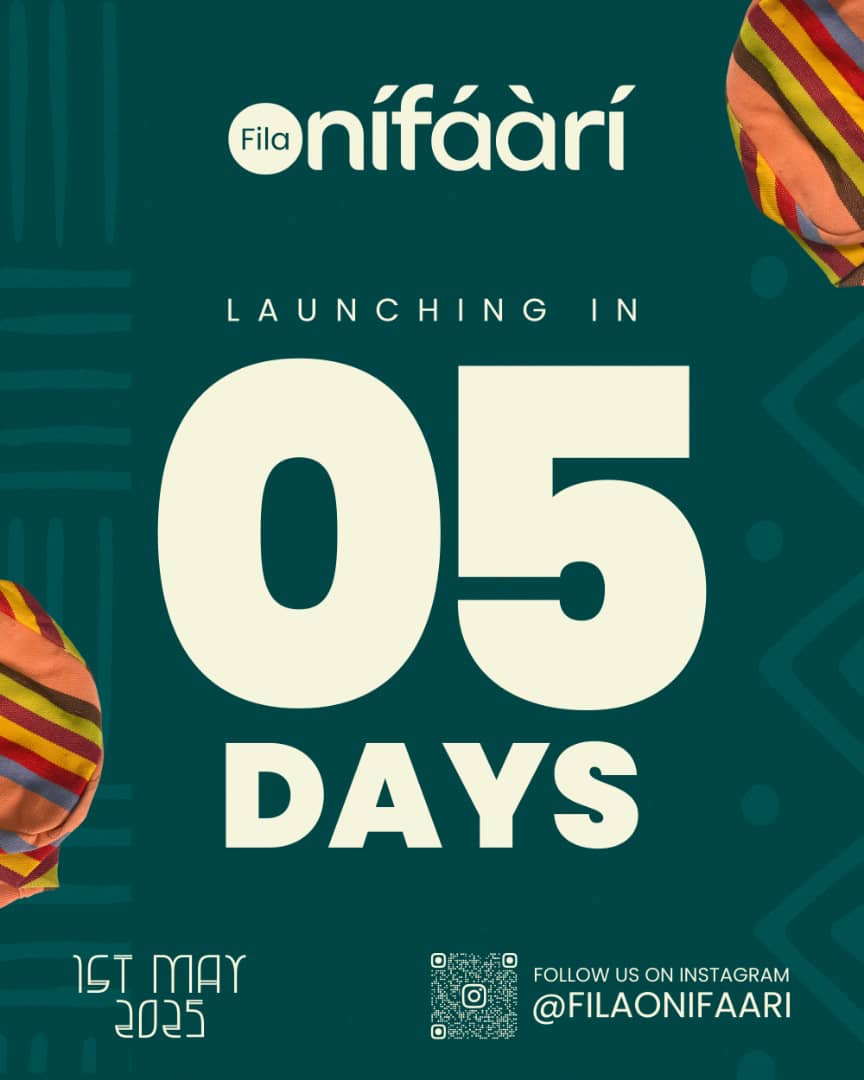 Fila onífáàrí
LAUNCHING IN
05
DAYS
1ST MAY
2025
FOLLOW US ON INSTAGRAM
@FILAONIFAARI